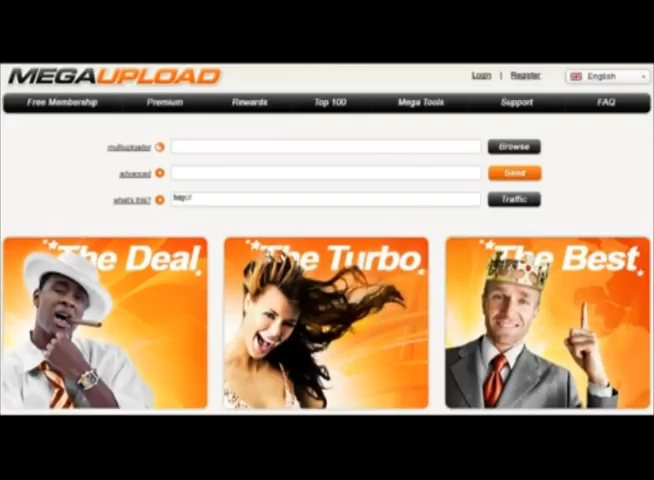 MEGAUPLOAD
Login | Register
English
Free Membership Premium Rewards Top 100 Mega Tools Support FAQ
multiuploader Browse
advanced Send
what's this? http:// Traffic
The Deal The Turbo The Best